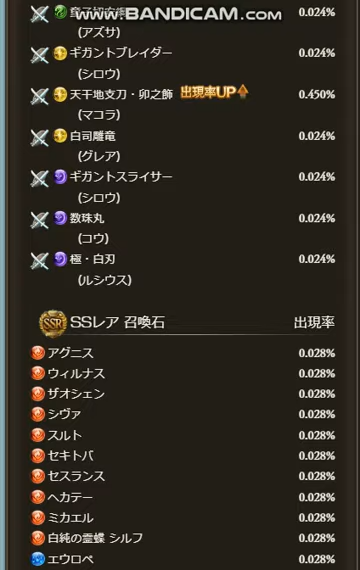 www.BANDICAM.com
0.024%
(アズサ)
ギガントブレイダー 0.024%
(シロウ)
天干地支刀・卯之飾 出現率UP 0.450%
(マコラ)
白司雕竜 0.024%
(グレア)
ギガントスライサー 0.024%
(シロウ)
数珠丸 0.024%
(コウ)
極・白刃 0.024%
(ルシウス)
SSR SSレア 召喚石 出現率
アグニス 0.028%
ウィルナス 0.028%
ザオシェン 0.028%
シヴァ 0.028%
スルト 0.028%
セキトバ 0.028%
セスランス 0.028%
ヘカテー 0.028%
ミカエル 0.028%
白純の霊蝶 シルフ 0.028%
エウロペ 0.028%